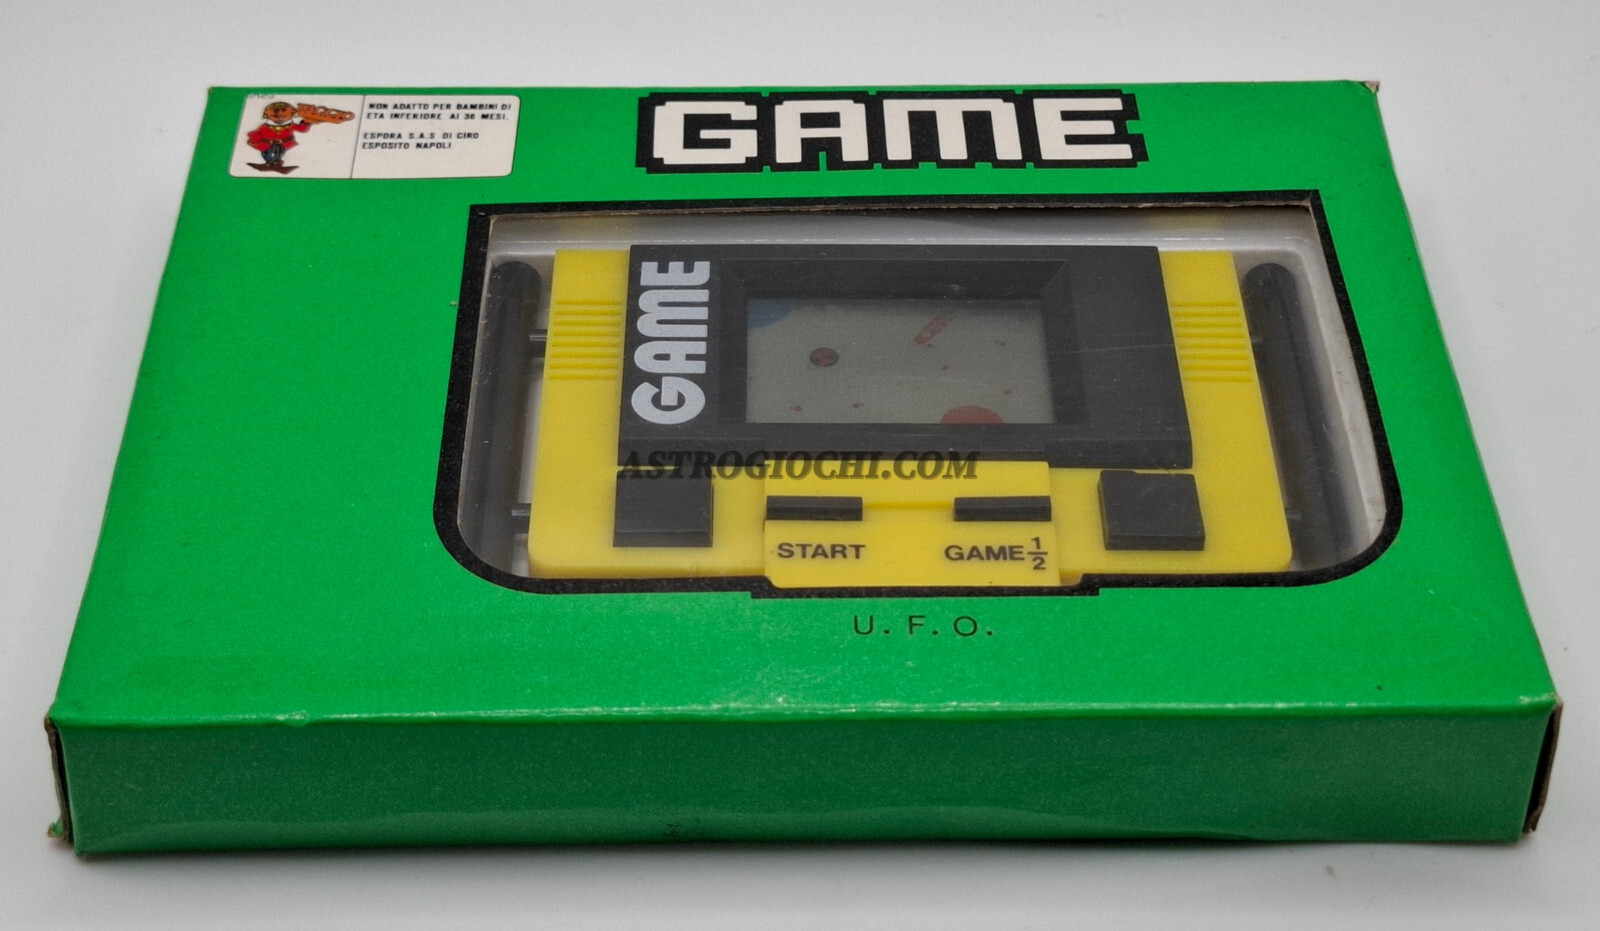 NON ADATTO PER BAMBINI DI
ETA INFERIORE AI 36 MESI.
ESPORA S.A.S DI CIRO
ESPOSITO NAPOLI
GAME
GAME
ASTROGIOCHI.COM
START
GAME 1/2
U. F. O.